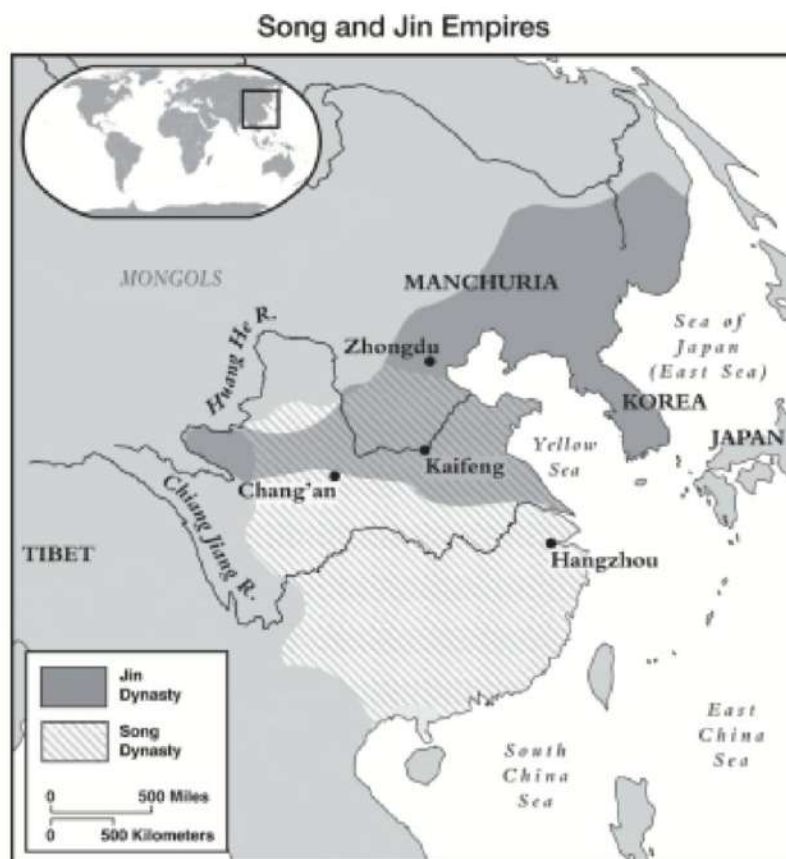 Song and Jin Empires
MONGOLS
MANCHURIA
Huang He R.
Zhongdu
Sea of
Japan
(East Sea)
KOREA
JAPAN
Yellow
Sea
Kaifeng
Chang'an
Chiang Jiang R.
TIBET
Hangzhou
Jin
Dynasty
Song
Dynasty
0 500 Miles
0 500 Kilometers
South
China
Sea
East
China
Sea